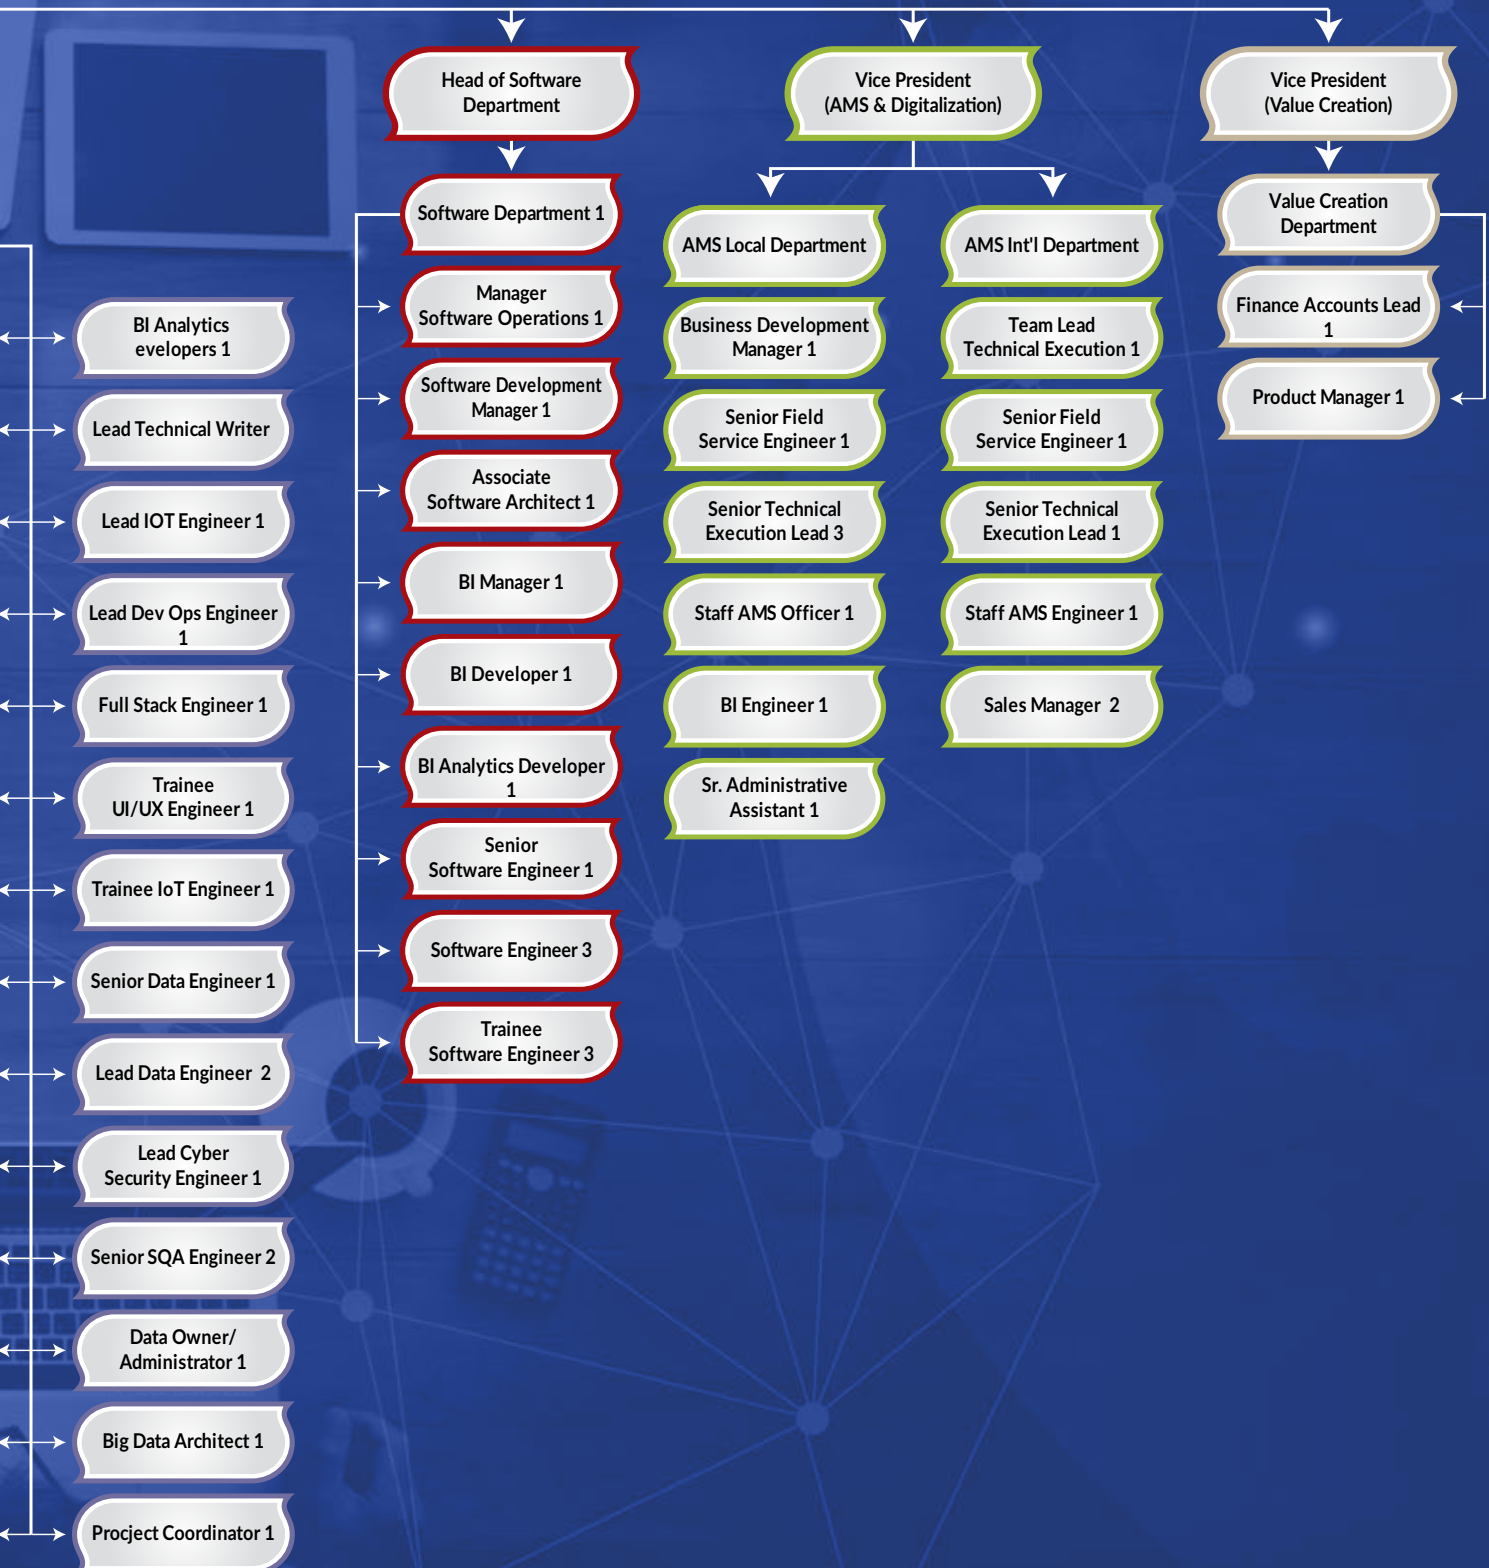 Head of Software
Department
Vice President
(AMS & Digitalization)
Vice President
(Value Creation)
BI Analytics
evelopers 1
Lead Technical Writer
Lead IOT Engineer 1
Lead Dev Ops Engineer
1
Full Stack Engineer 1
Trainee
UI/UX Engineer 1
Trainee IoT Engineer 1
Senior Data Engineer 1
Lead Data Engineer 2
Lead Cyber
Security Engineer 1
Senior SQA Engineer 2
Data Owner/
Administrator 1
Big Data Architect 1
Procject Coordinator 1
Software Department 1
Manager
Software Operations 1
Software Development
Manager 1
Associate
Software Architect 1
BI Manager 1
BI Developer 1
BI Analytics Developer
1
Senior
Software Engineer 1
Software Engineer 3
Trainee
Software Engineer 3
AMS Local Department
Business Development
Manager 1
Senior Field
Service Engineer 1
Senior Technical
Execution Lead 3
Staff AMS Officer 1
BI Engineer 1
Sr. Administrative
Assistant 1
AMS Int'l Department
Team Lead
Technical Execution 1
Senior Field
Service Engineer 1
Senior Technical
Execution Lead 1
Staff AMS Engineer 1
Sales Manager 2
Value Creation
Department
Finance Accounts Lead
1
Product Manager 1